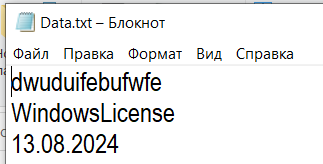 Data.txt – Блокнот
Файл Правка Формат Вид Справка
dwuduifebufwfe
WindowsLicense
13.08.2024